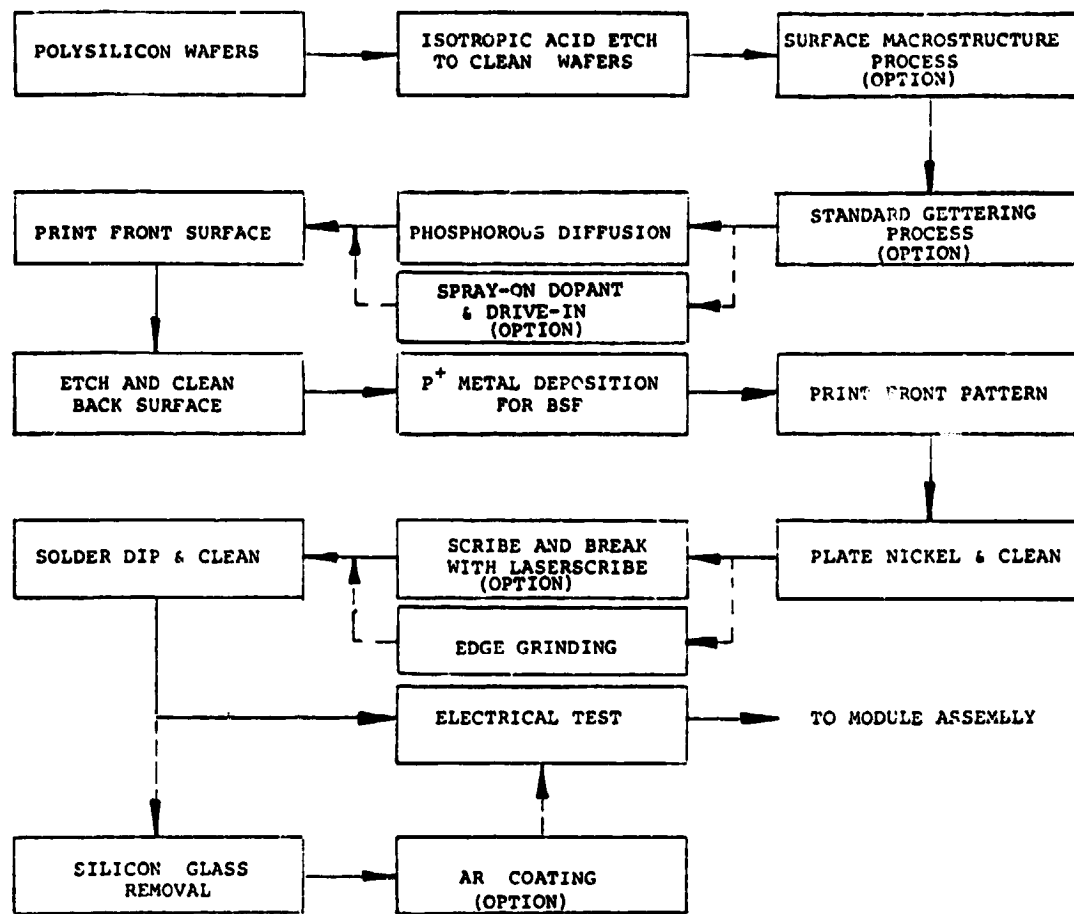 POLYSILICON WAFERS
ISOTROPIC ACID ETCH
TO CLEAN WAFERS
SURFACE MACROSTRUCTURE
PROCESS
(OPTION)
STANDARD GETTERING
PROCESS
(OPTION)
PHOSPHOROUS DIFFUSION
SPRAY-ON DOPANT
& DRIVE-IN
(OPTION)
PRINT FRONT SURFACE
ETCH AND CLEAN
BACK SURFACE
P+ METAL DEPOSITION
FOR BSF
PRINT FRONT PATTERN
PLATE NICKEL & CLEAN
SCRIBE AND BREAK
WITH LASERSCRIBE
(OPTION)
EDGE GRINDING
SOLDER DIP & CLEAN
ELECTRICAL TEST
TO MODULE ASSEMBLY
SILICON GLASS
REMOVAL
AR COATING
(OPTION)